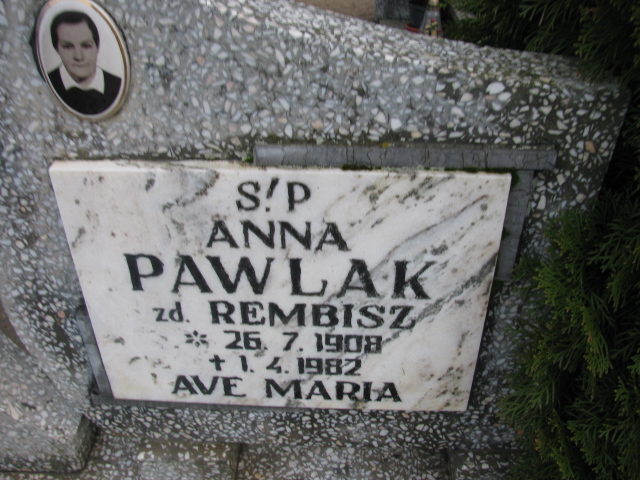 Ś.P
ANNA
PAWLAK
zd. REMBISZ
* 26. 7. 1908
† 1. 4. 1982
AVE MARIA